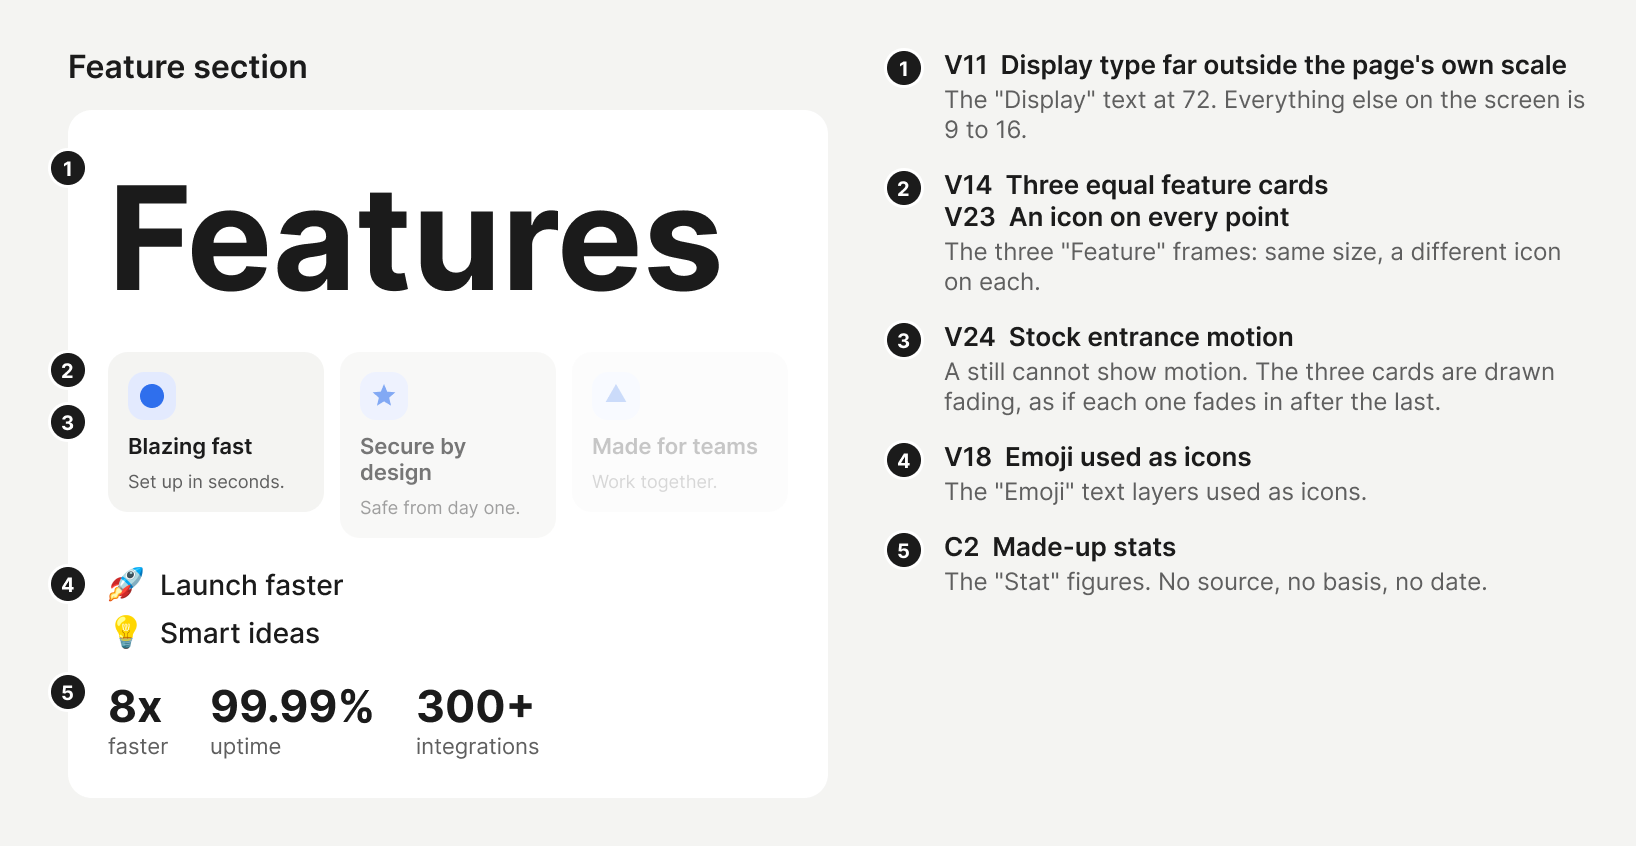 Feature section
1
Features
2
3
Blazing fast
Set up in seconds.
Secure by
design
Safe from day one.
Made for teams
Work together.
4
🚀 Launch faster
💡 Smart ideas
5
8x
faster
99.99%
uptime
300+
integrations
1 V11 Display type far outside the page's own scale
The "Display" text at 72. Everything else on the screen is
9 to 16.
2 V14 Three equal feature cards
V23 An icon on every point
The three "Feature" frames: same size, a different icon
on each.
3 V24 Stock entrance motion
A still cannot show motion. The three cards are drawn
fading, as if each one fades in after the last.
4 V18 Emoji used as icons
The "Emoji" text layers used as icons.
5 C2 Made-up stats
The "Stat" figures. No source, no basis, no date.